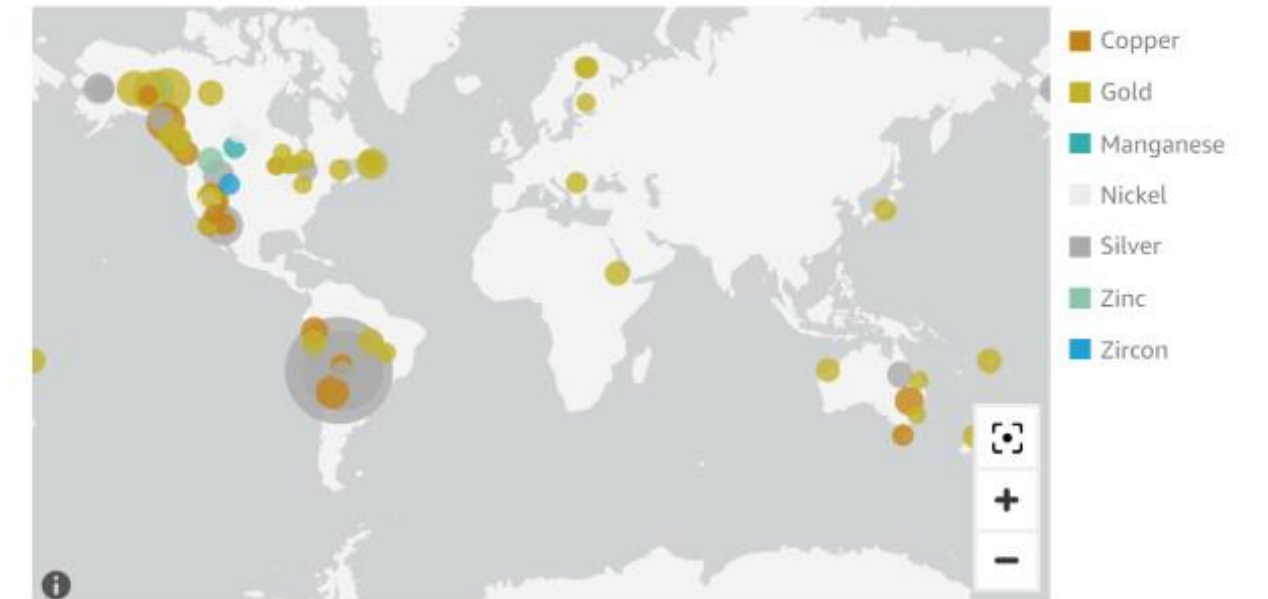 Copper
Gold
Manganese
Nickel
Silver
Zinc
Zircon
+
−
i